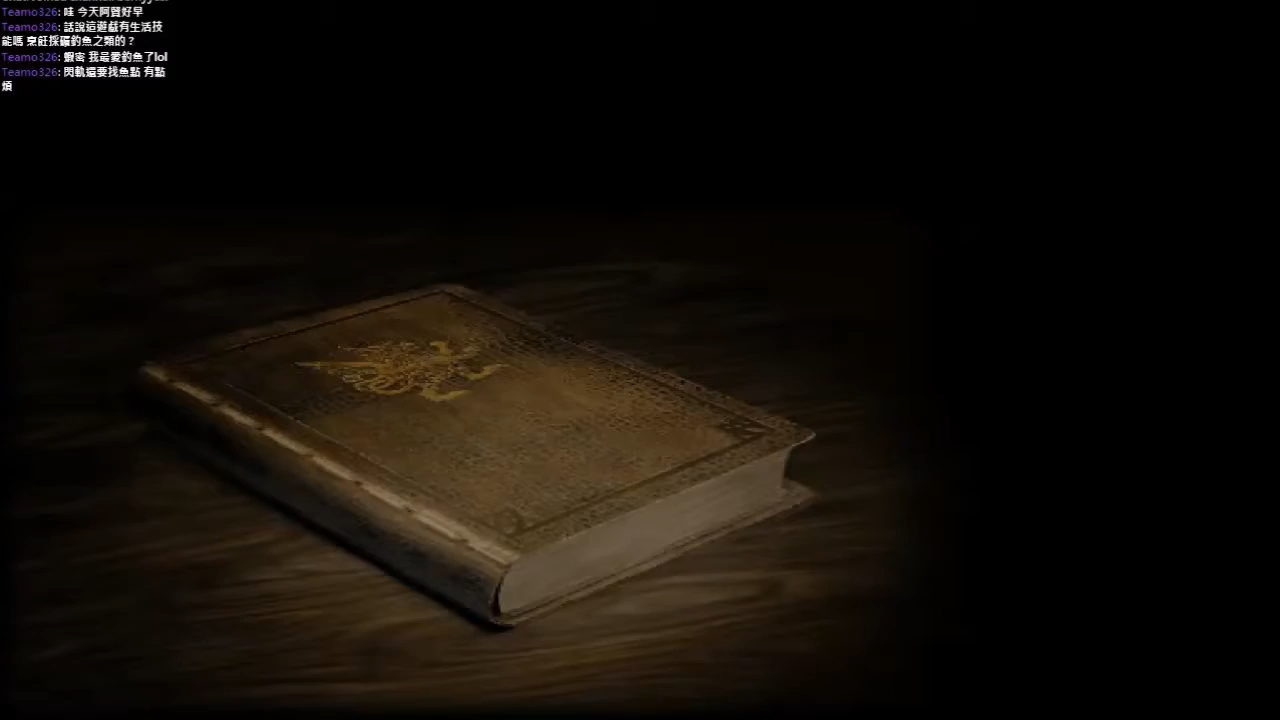 Teamo326: 哇 今天阿賢好早
Teamo326: 話說這遊戲有生活技
能嗎 烹飪採礦釣魚之類的？
Teamo326: 蝦密 我最愛釣魚了lol
Teamo326: 閃軌還要找魚點 有點
煩